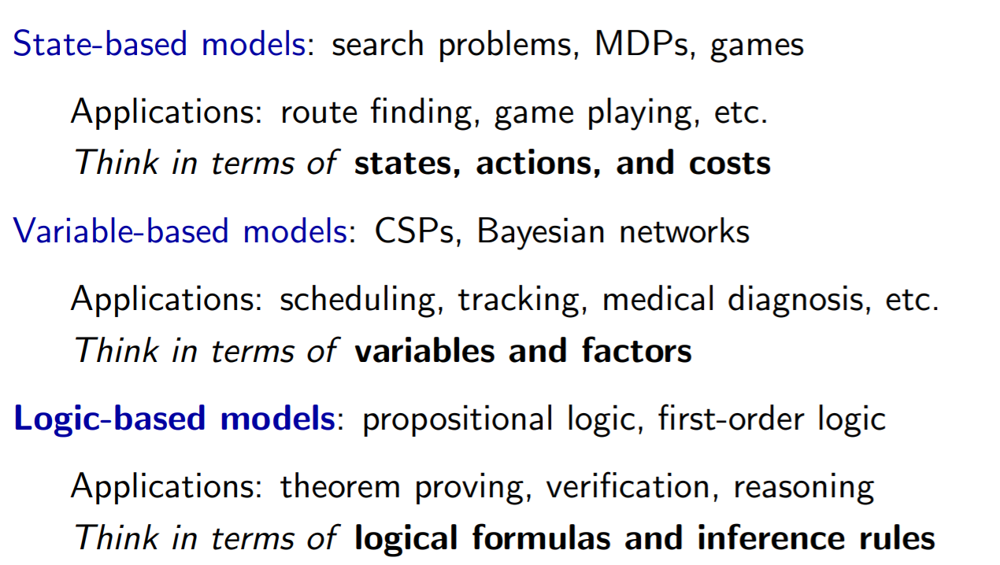 State-based models: search problems, MDPs, games
Applications: route finding, game playing, etc.
Think in terms of states, actions, and costs
Variable-based models: CSPs, Bayesian networks
Applications: scheduling, tracking, medical diagnosis, etc.
Think in terms of variables and factors
Logic-based models: propositional logic, first-order logic
Applications: theorem proving, verification, reasoning
Think in terms of logical formulas and inference rules